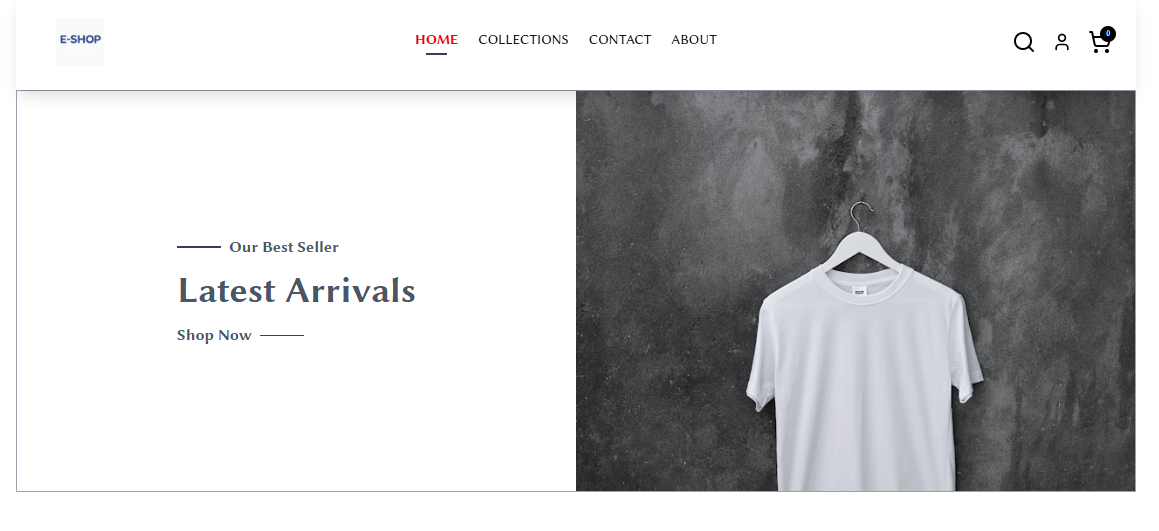 E-SHOP
HOME COLLECTIONS CONTACT ABOUT
0
Our Best Seller
Latest Arrivals
Shop Now